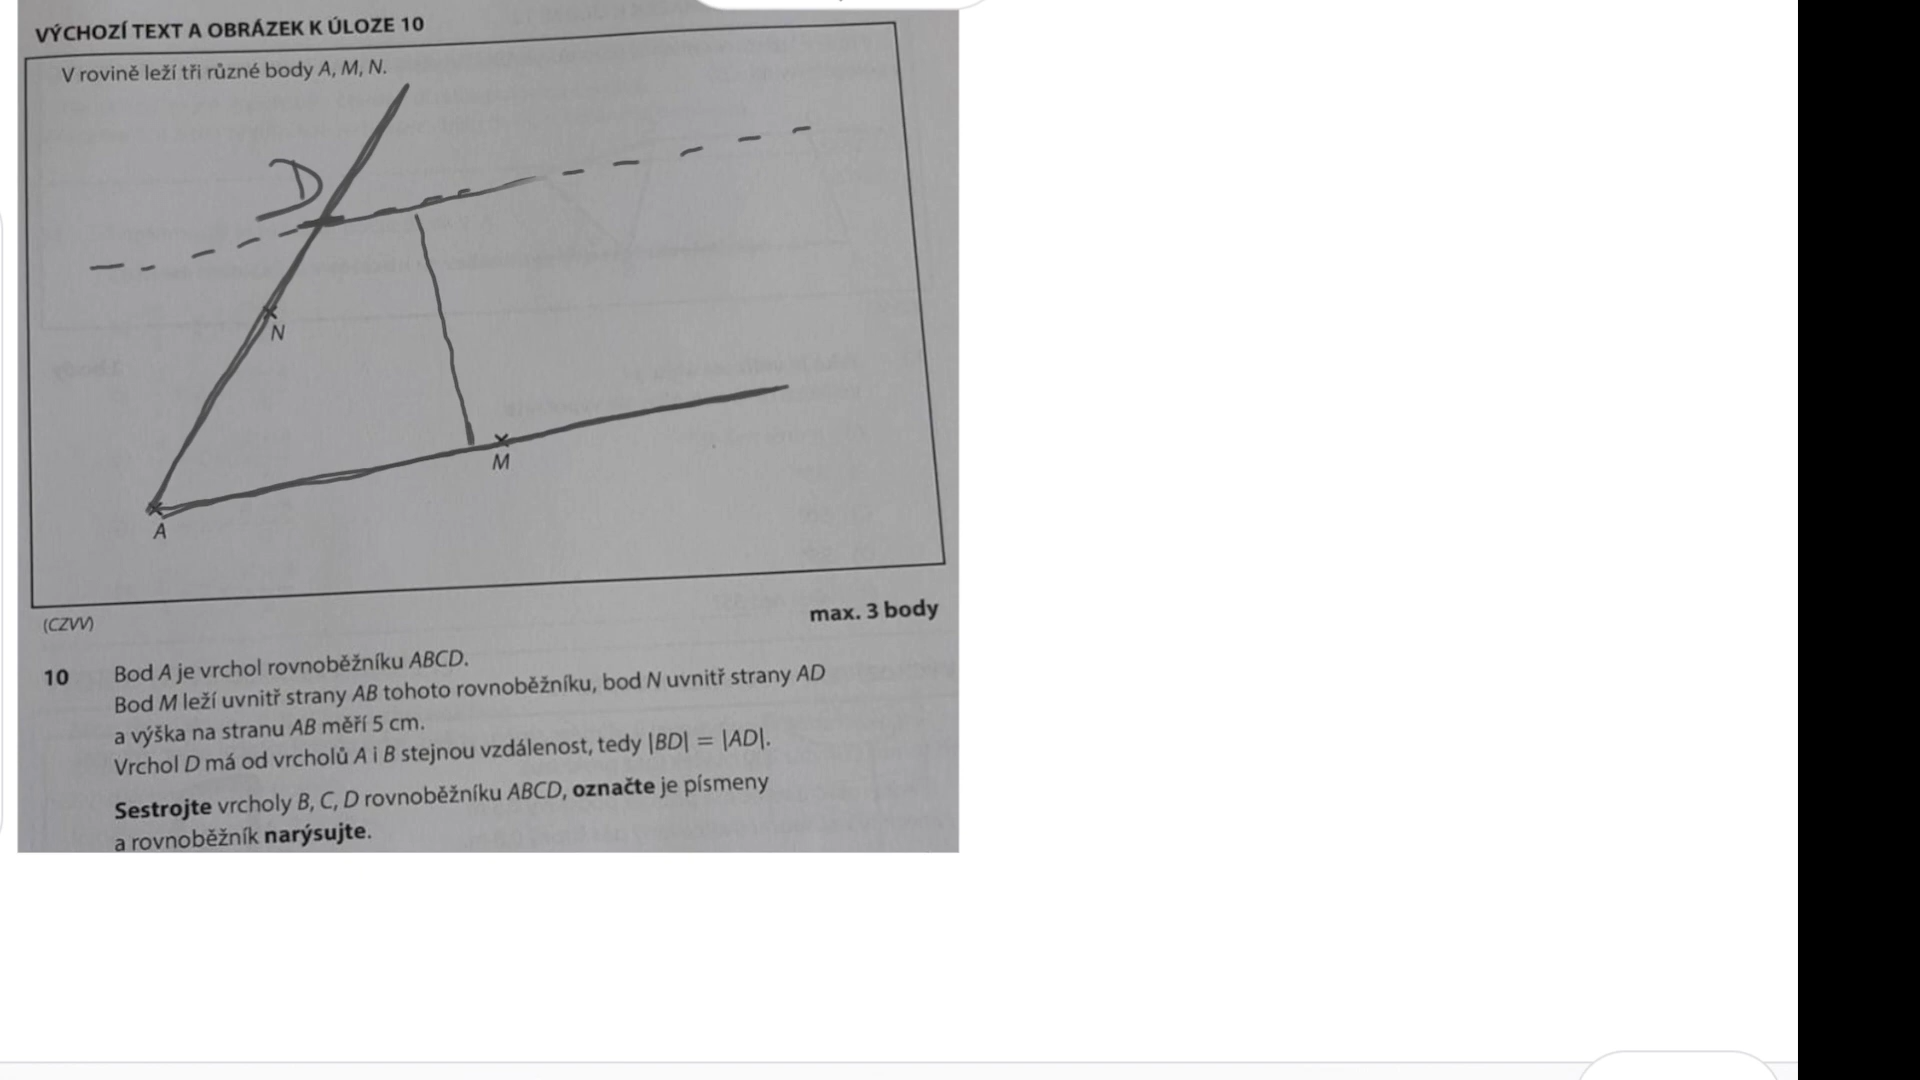 VÝCHOZÍ TEXT A OBRÁZEK K ÚLOZE 10
V rovině leží tři různé body A, M, N.
D
N
M
A
(CZVV)
max. 3 body
10 Bod A je vrchol rovnoběžníku ABCD.
Bod M leží uvnitř strany AB tohoto rovnoběžníku, bod N uvnitř strany AD
a výška na stranu AB měří 5 cm.
Vrchol D má od vrcholů A i B stejnou vzdálenost, tedy |BD| = |AD|.
Sestrojte vrcholy B, C, D rovnoběžníku ABCD, označte je písmeny
a rovnoběžník narýsujte.